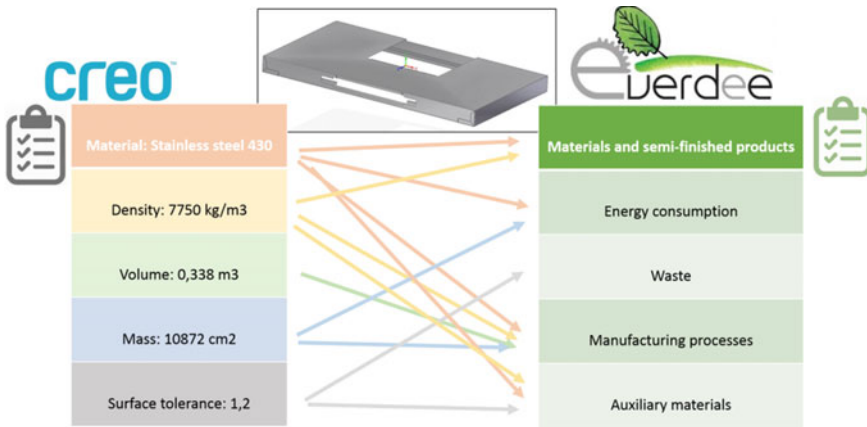 creo™
everdee
Material: Stainless steel 430
Materials and semi-finished products
Density: 7750 kg/m3
Energy consumption
Volume: 0,338 m3
Waste
Mass: 10872 cm2
Manufacturing processes
Surface tolerance: 1,2
Auxiliary materials